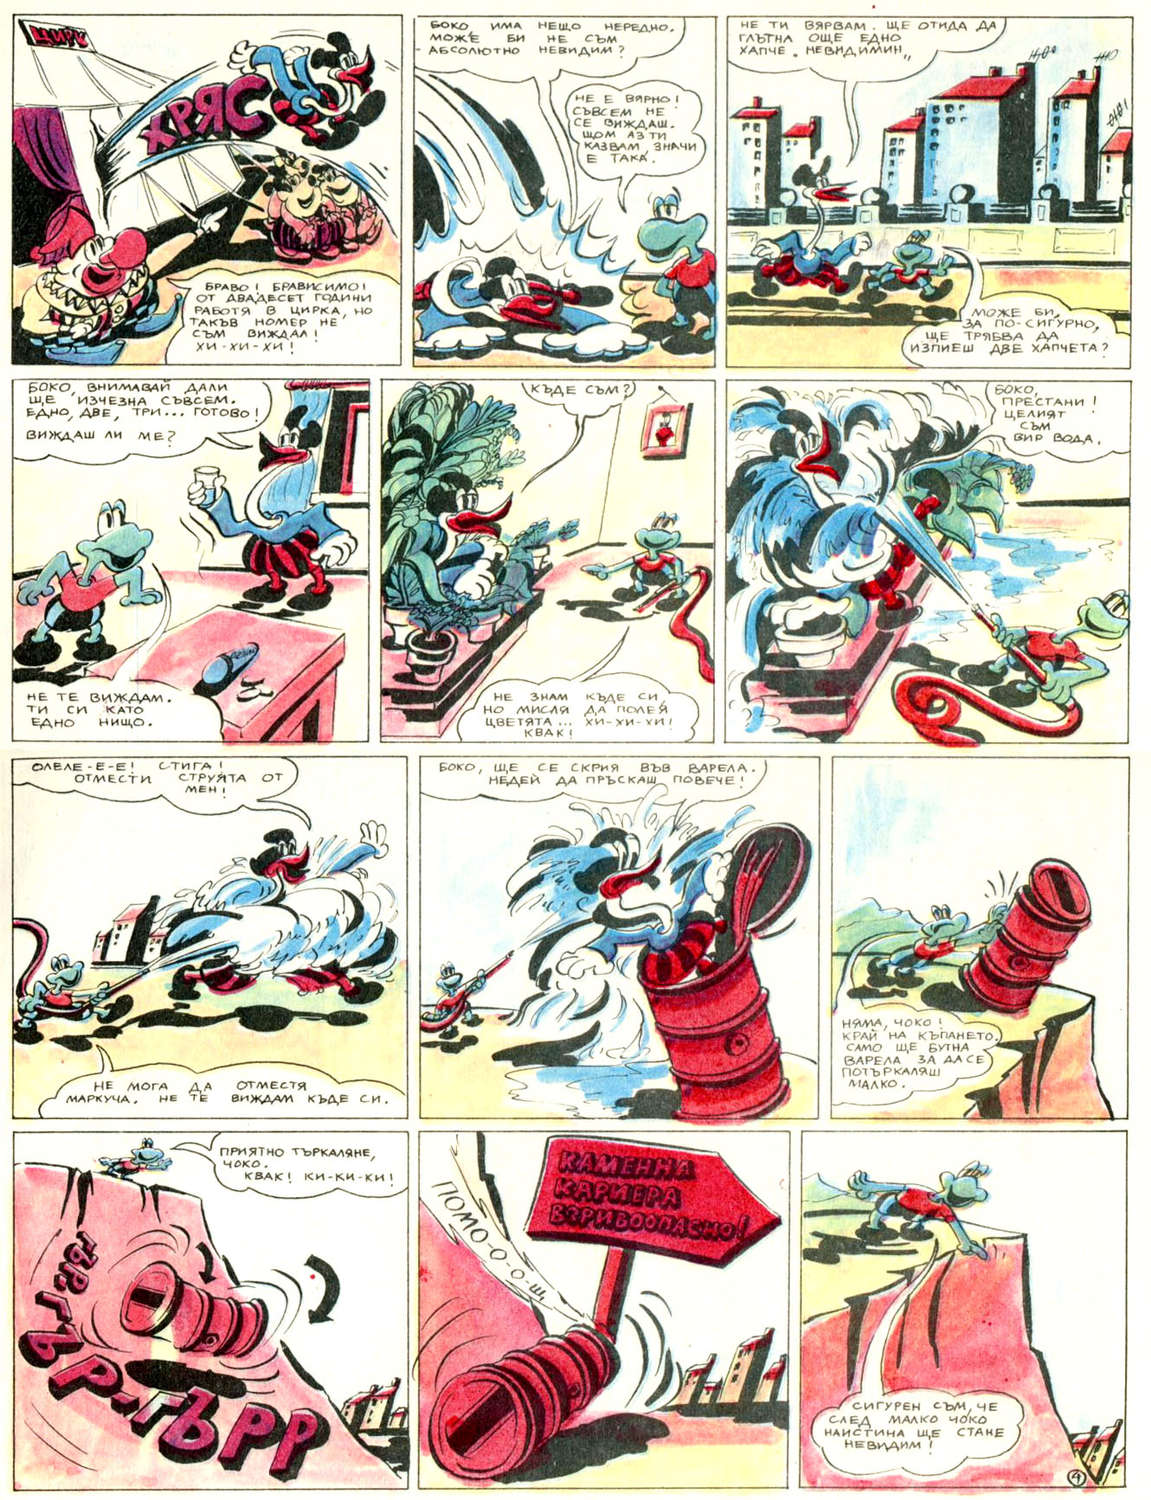 ЦИРК
ХРЯС
БРАВО! БРАВИСИМО!
ОТ ДВАДЕСЕТ ГОДИНИ
РАБОТЯ В ЦИРКА, НО
ТАКЪВ НОМЕР НЕ
СЪМ ВИЖДАЛ!
ХИ-ХИ-ХИ!
БОКО ИМА НЕЩО НЕРЕДНО.
МОЖЕ БИ НЕ СЪМ
АБСОЛЮТНО НЕВИДИМ?
НЕ Е ВЯРНО!
СЪВСЕМ НЕ
СЕ ВИЖДАШ.
ЩОМ АЗ ТИ
КАЗВАМ, ЗНАЧИ
Е ТАКА.
НЕ ТИ ВЯРВАМ. ЩЕ ОТИДА ДА
ГЛЪТНА ОЩЕ ЕДНО
ХАПЧЕ „НЕВИДИМИН„
МОЖЕ БИ,
ЗА ПО-СИГУРНО,
ЩЕ ТРЯБВА ДА
ИЗПИЕШ ДВЕ ХАПЧЕТА?
БОКО, ВНИМАВАЙ ДАЛИ
ЩЕ ИЗЧЕЗНА СЪВСЕМ.
ЕДНО, ДВЕ, ТРИ... ГОТОВО!
ВИЖДАШ ЛИ МЕ?
НЕ ТЕ ВИЖДАМ.
ТИ СИ КАТО
ЕДНО НИЩО.
КЪДЕ СЪМ?
НЕ ЗНАМ КЪДЕ СИ
НО МИСЛЯ ДА ПОЛЕЯ
ЦВЕТЯТА... ХИ-ХИ-ХИ!
КВАК!
БОКО,
ПРЕСТАНИ!
ЦЕЛИЯТ
СЪМ
ВИР ВОДА.
ОЛЕЛЕ-Е-Е! СТИГА!
ОТМЕСТИ СТРУЯТА ОТ
МЕН!
НЕ МОГА ДА ОТМЕСТЯ
МАРКУЧА. НЕ ТЕ ВИЖДАМ КЪДЕ СИ.
БОКО, ЩЕ СЕ СКРИЯ ВЪВ ВАРЕЛА.
НЕДЕЙ ДА ПРЪСКАШ ПОВЕЧЕ!
НЯМА, ЧОКО!
КРАЙ НА КЪПАНЕТО.
САМО ЩЕ БУТНА
ВАРЕЛА ЗА ДА СЕ
ПОТЪРКАЛЯШ
МАЛКО.
ПРИЯТНО ТЪРКАЛЯНЕ,
ЧОКО.
КВАК! КИ-КИ-КИ!
ГЪР-ГЪР-ГЪРР
ПОМО-О-О-Щ
КАМЕННА
КАРИЕРА
ВЗРИВООПАСНО!
СИГУРЕН СЪМ, ЧЕ
СЛЕД МАЛКО ЧОКО
НАИСТИНА ЩЕ СТАНЕ
НЕВИДИМ!
4